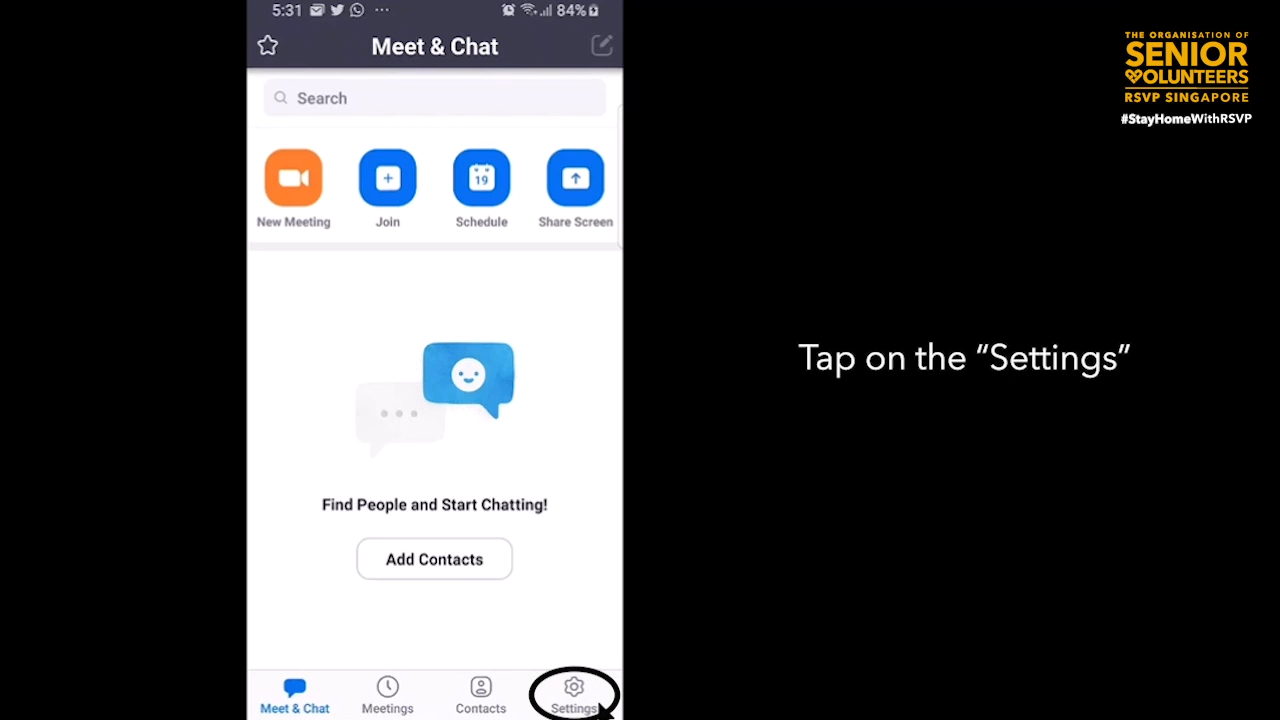 5:31 84%
Meet & Chat
Search
19
New Meeting Join Schedule Share Screen
Find People and Start Chatting!
Add Contacts
Meet & Chat Meetings Contacts Settings
THE ORGANISATION OF
SENIOR
VOLUNTEERS
RSVP SINGAPORE
#StayHomeWithRSVP
Tap on the “Settings”